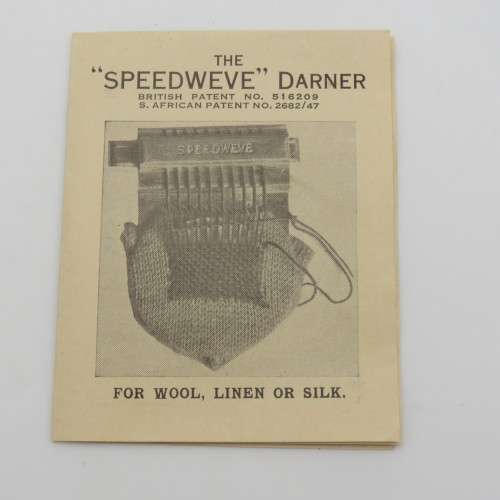 THE
"SPEEDWEVE" DARNER
BRITISH PATENT NO. 516209
S. AFRICAN PATENT NO. 2682/47
SPEEDWEVE
FOR WOOL, LINEN OR SILK.